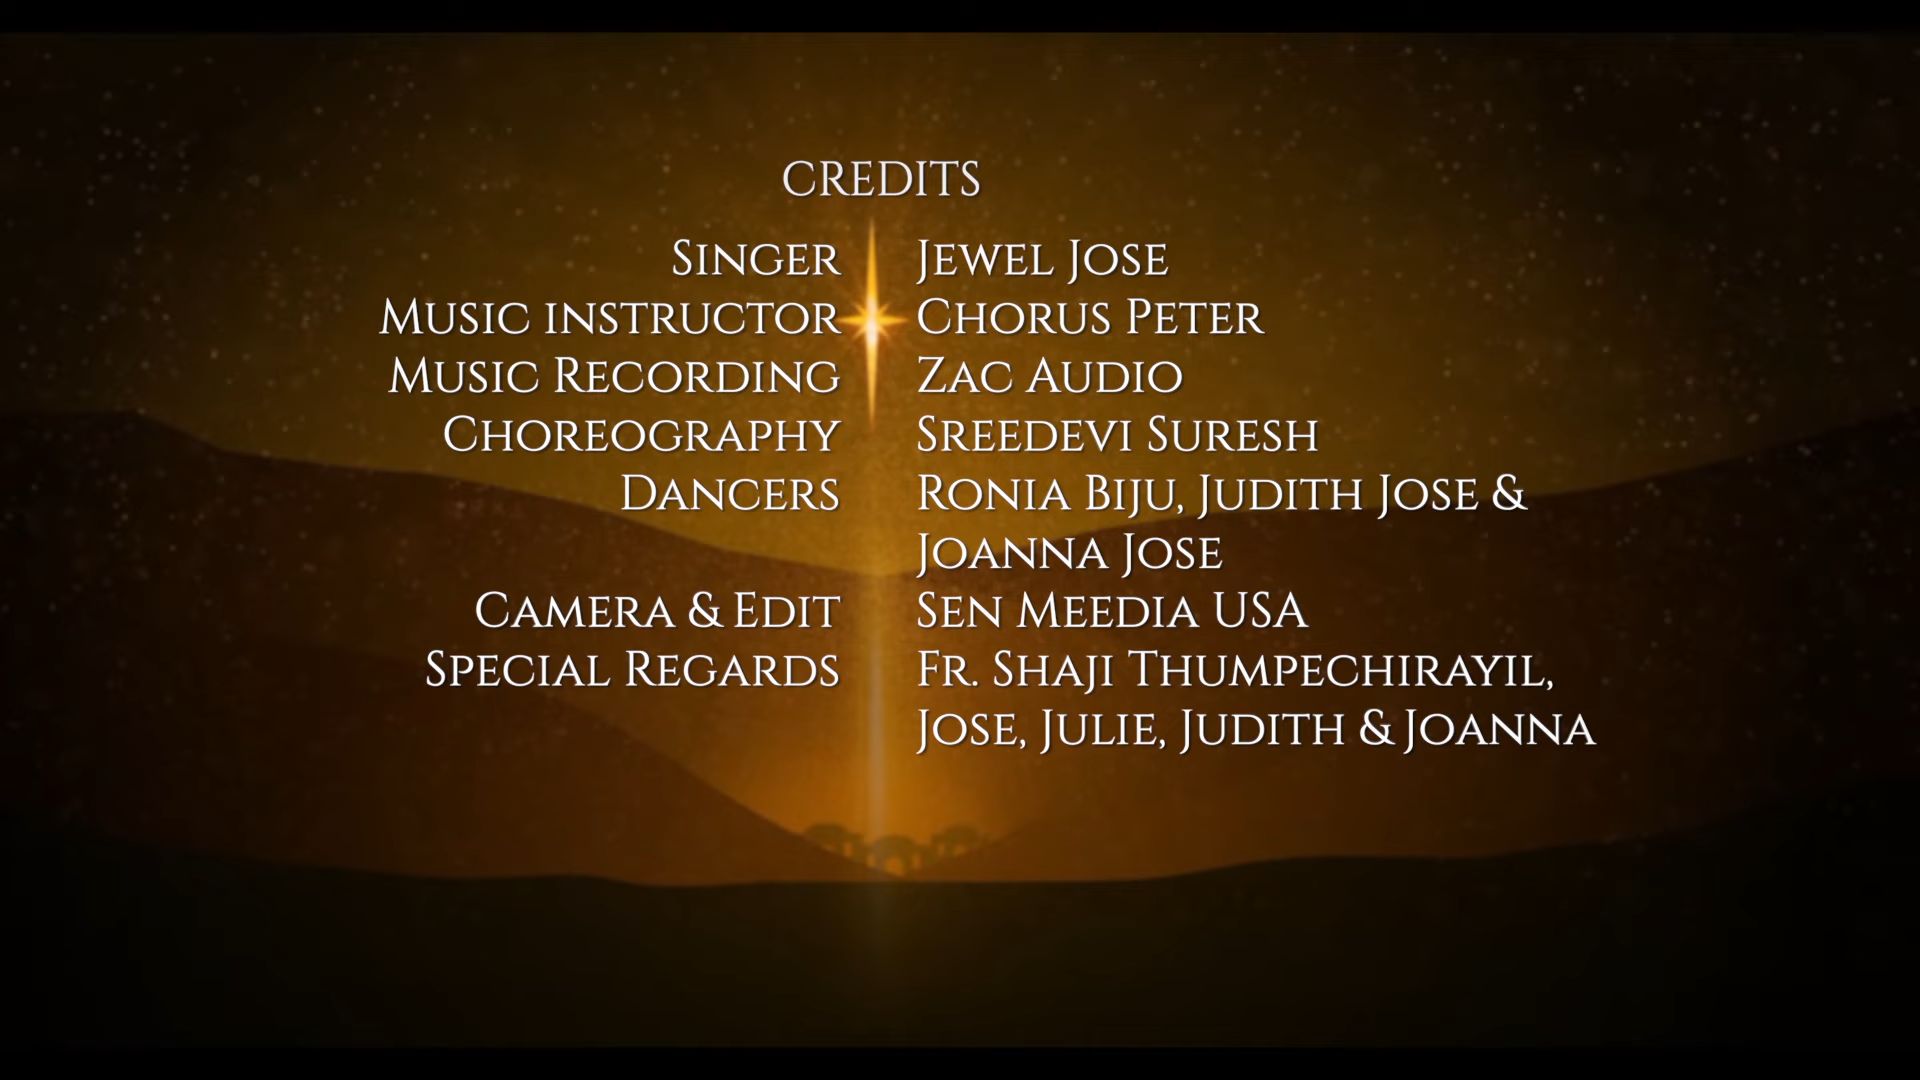 CREDITS
Singer Jewel Jose
Music instructor Chorus Peter
Music Recording Zac Audio
Choreography Sreedevi Suresh
Dancers Ronia Biju, Judith Jose &
Joanna Jose
Camera & Edit Sen Meedia USA
Special Regards Fr. Shaji Thumpechirayil,
Jose, Julie, Judith & Joanna